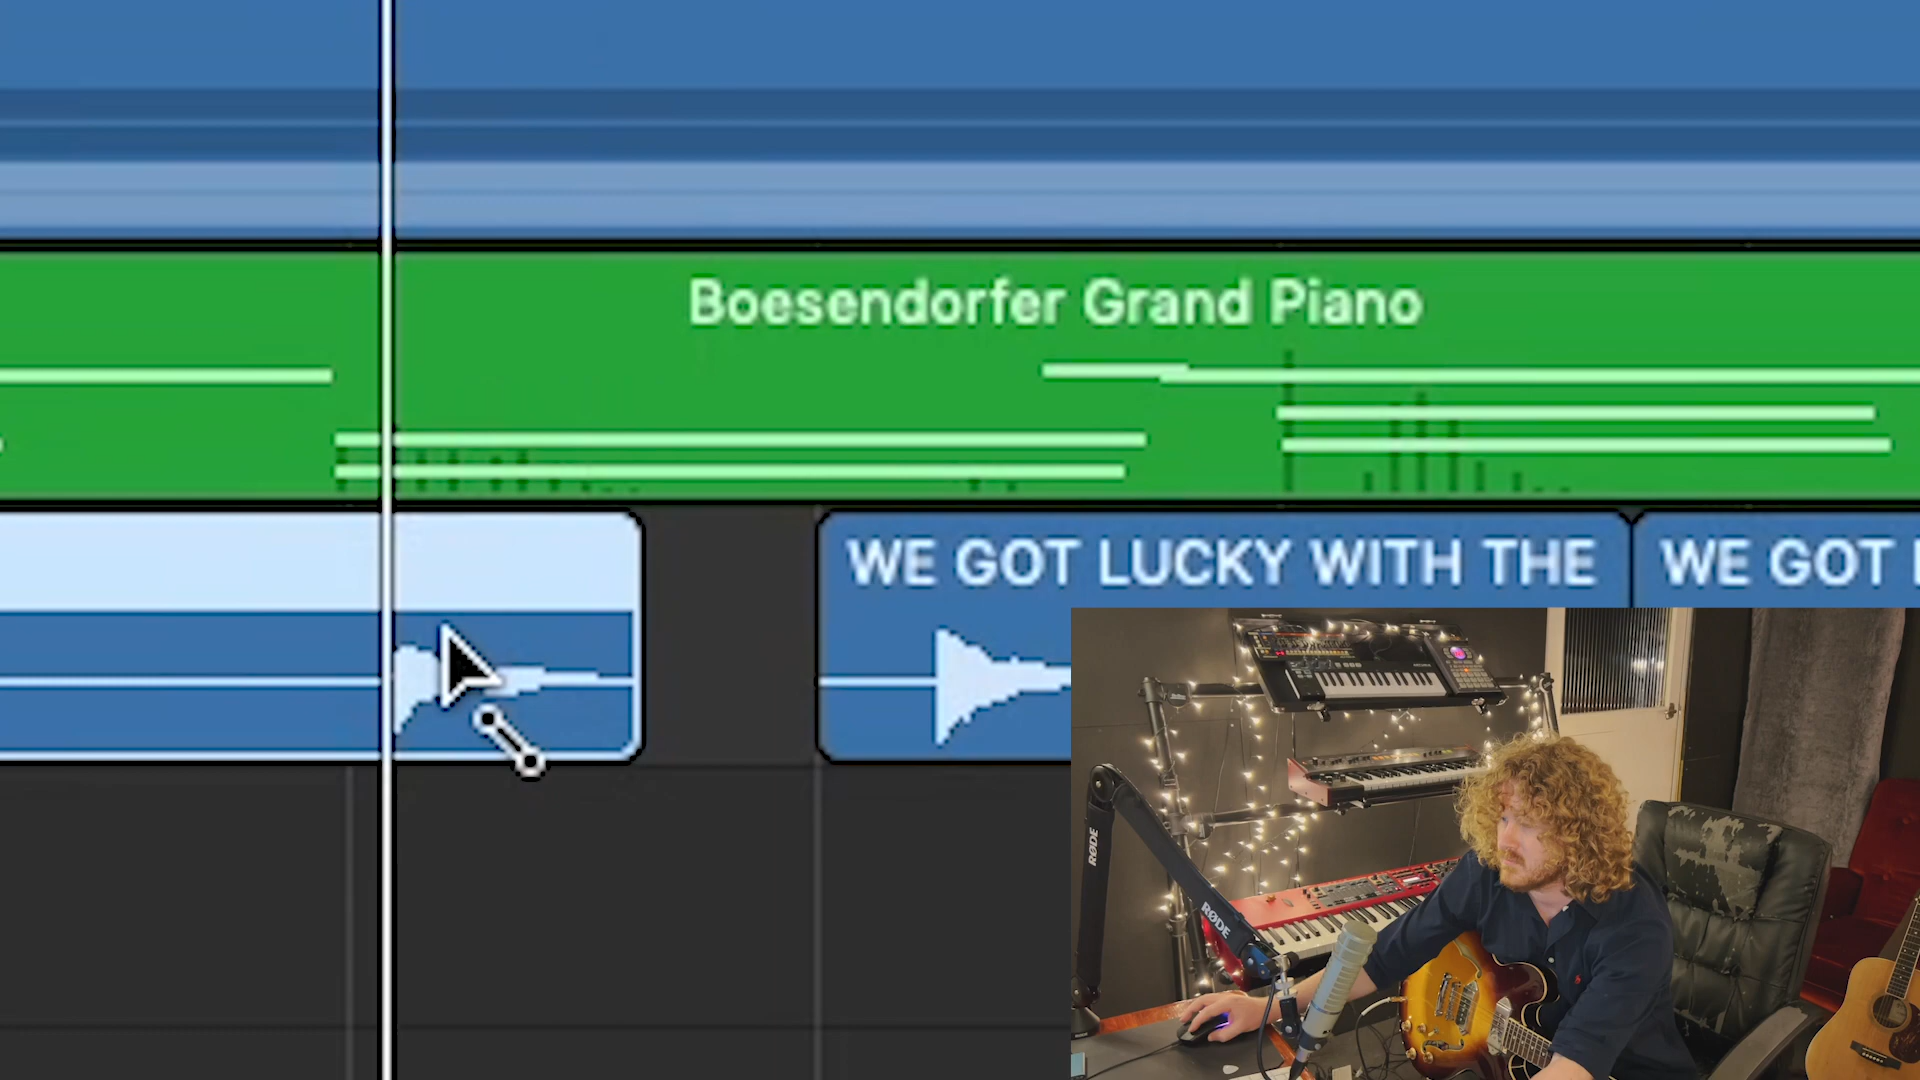 Boesendorfer Grand Piano
WE GOT LUCKY WITH THE
WE GOT
RØDE
RØDE